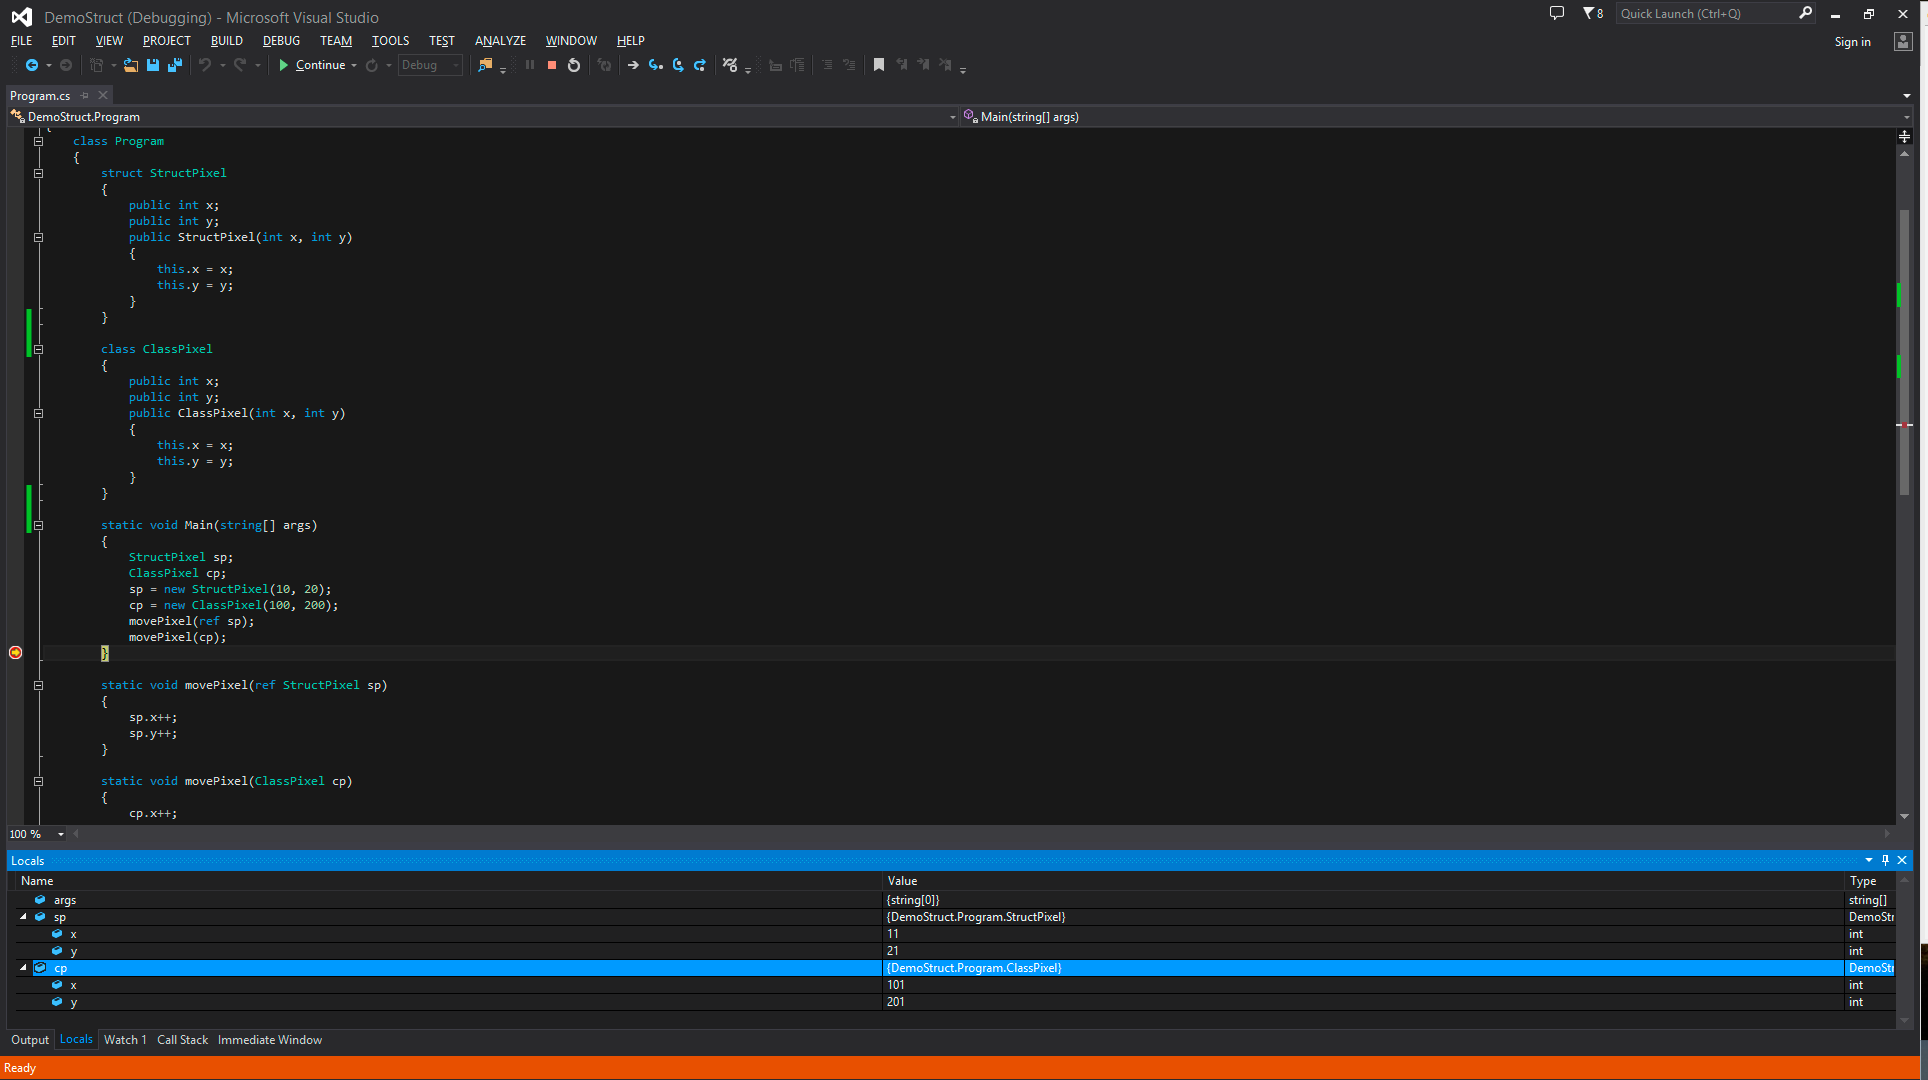 DemoStruct (Debugging) - Microsoft Visual Studio
8
Quick Launch (Ctrl+Q)
FILE EDIT VIEW PROJECT BUILD DEBUG TEAM TOOLS TEST ANALYZE WINDOW HELP
Sign in
Continue
Debug
Program.cs
DemoStruct.Program
Main(string[] args)
class Program
{
struct StructPixel
{
public int x;
public int y;
public StructPixel(int x, int y)
{
this.x = x;
this.y = y;
}
}
class ClassPixel
{
public int x;
public int y;
public ClassPixel(int x, int y)
{
this.x = x;
this.y = y;
}
}
static void Main(string[] args)
{
StructPixel sp;
ClassPixel cp;
sp = new StructPixel(10, 20);
cp = new ClassPixel(100, 200);
movePixel(ref sp);
movePixel(cp);
}
static void movePixel(ref StructPixel sp)
{
sp.x++;
sp.y++;
}
static void movePixel(ClassPixel cp)
{
cp.x++;
100 %
Locals
Name Value Type
args {string[0]} string[]
sp {DemoStruct.Program.StructPixel} DemoStr
x 11 int
y 21 int
cp {DemoStruct.Program.ClassPixel} DemoStr
x 101 int
y 201 int
Output Locals Watch 1 Call Stack Immediate Window
Ready